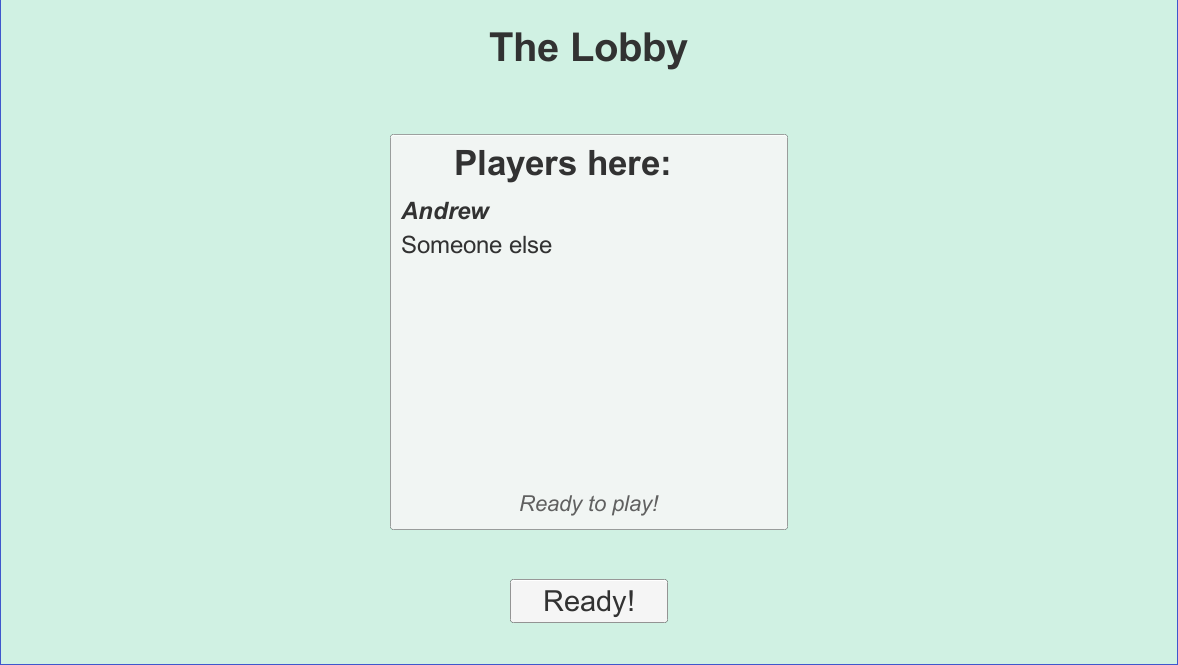 The Lobby
Players here:
Andrew
Someone else
Ready to play!
Ready!